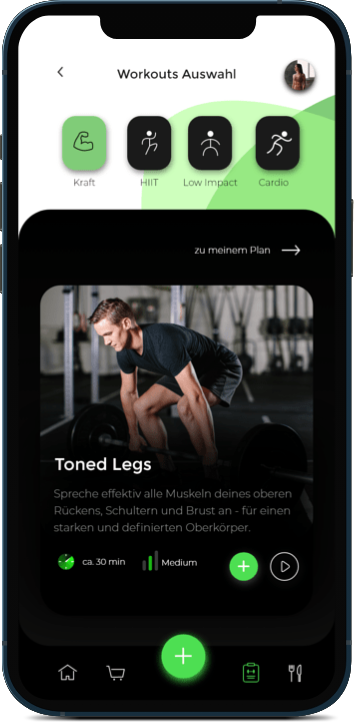 Workouts Auswahl
Kraft
HIIT
Low Impact
Cardio
zu meinem Plan
Toned Legs
Spreche effektiv alle Muskeln deines oberen
Rückens, Schultern und Brust an - für einen
starken und definierten Oberkörper.
ca. 30 min
Medium